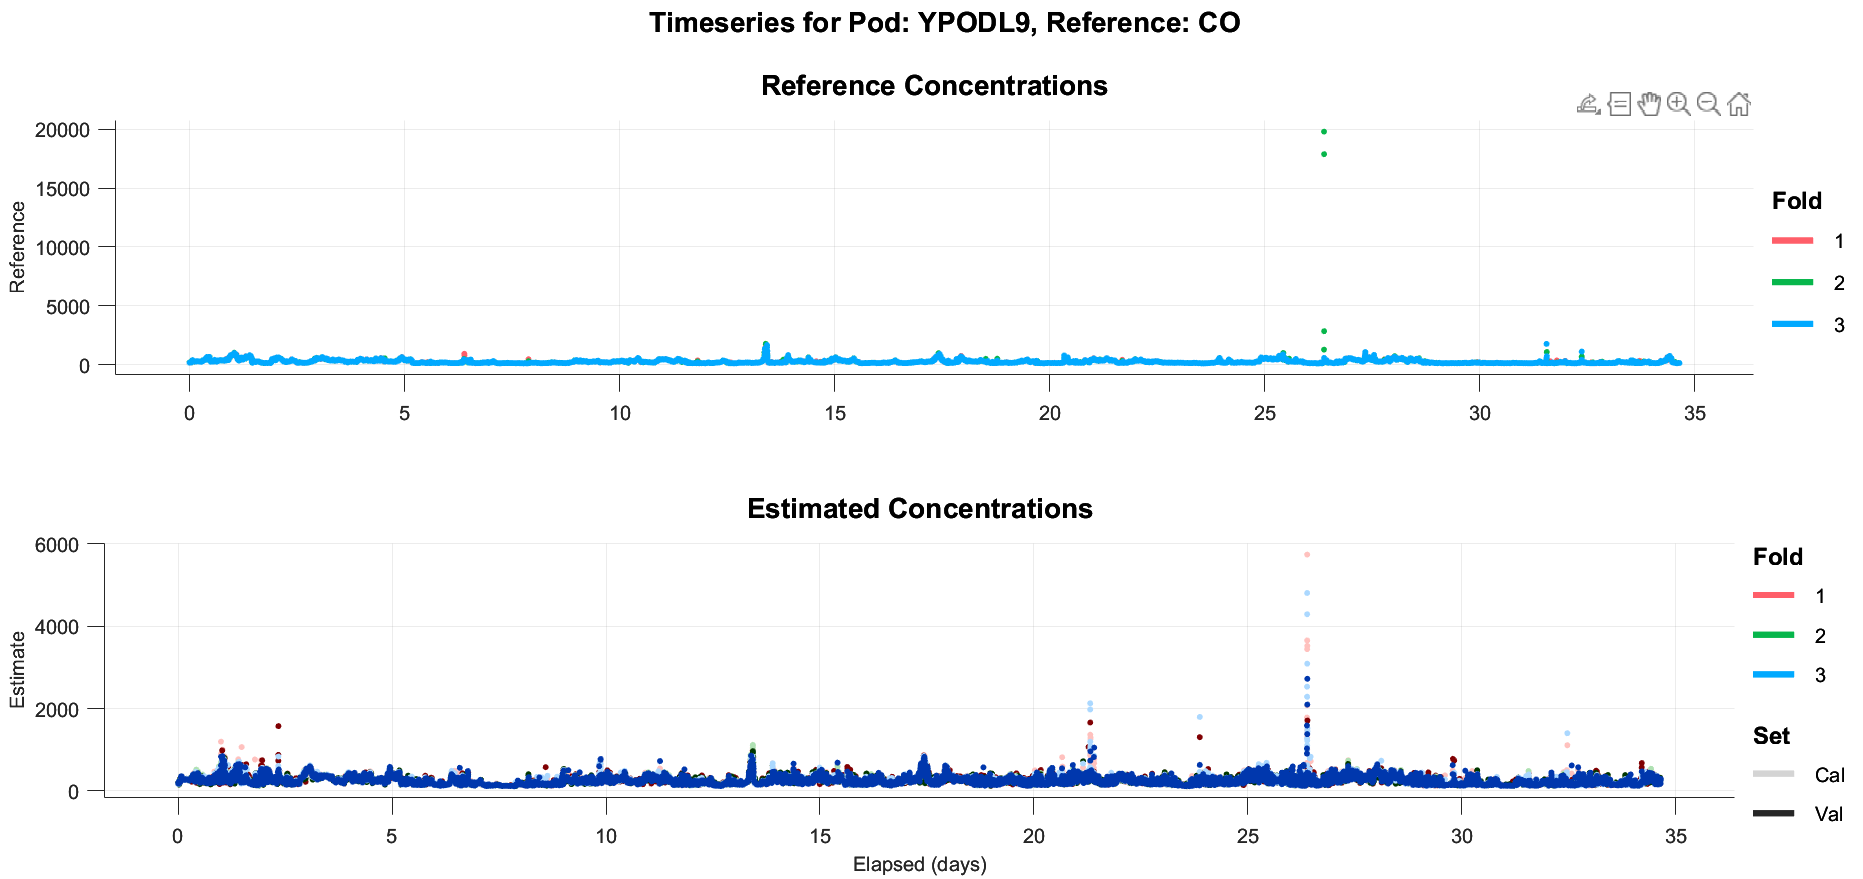 Timeseries for Pod: YPODL9, Reference: CO
Reference Concentrations
20000
15000
10000
5000
0
Reference
0 5 10 15 20 25 30 35
Fold
1
2
3
Estimated Concentrations
6000
4000
2000
0
Estimate
0 5 10 15 20 25 30 35
Elapsed (days)
Fold
1
2
3
Set
Cal
Val